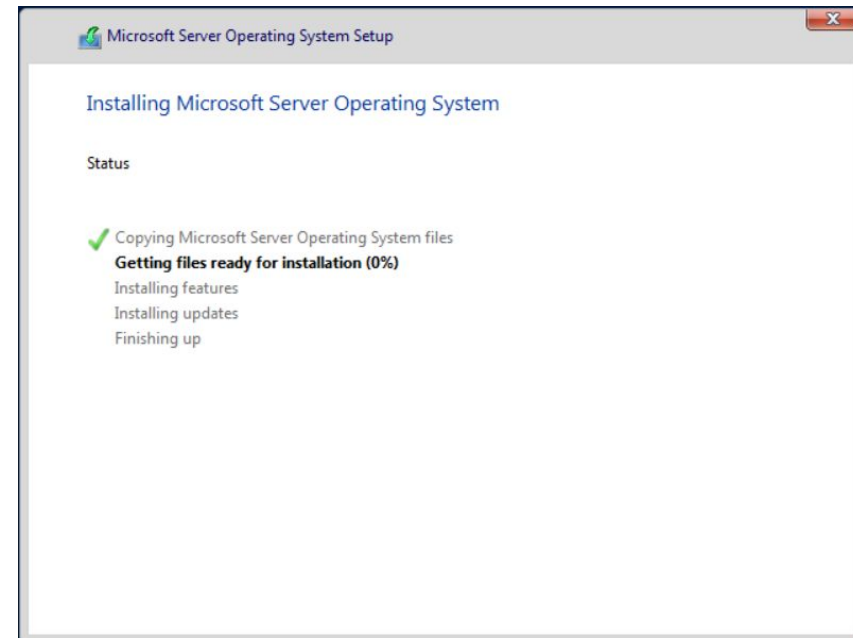 Microsoft Server Operating System Setup
Installing Microsoft Server Operating System
Status
Copying Microsoft Server Operating System files
Getting files ready for installation (0%)
Installing features
Installing updates
Finishing up